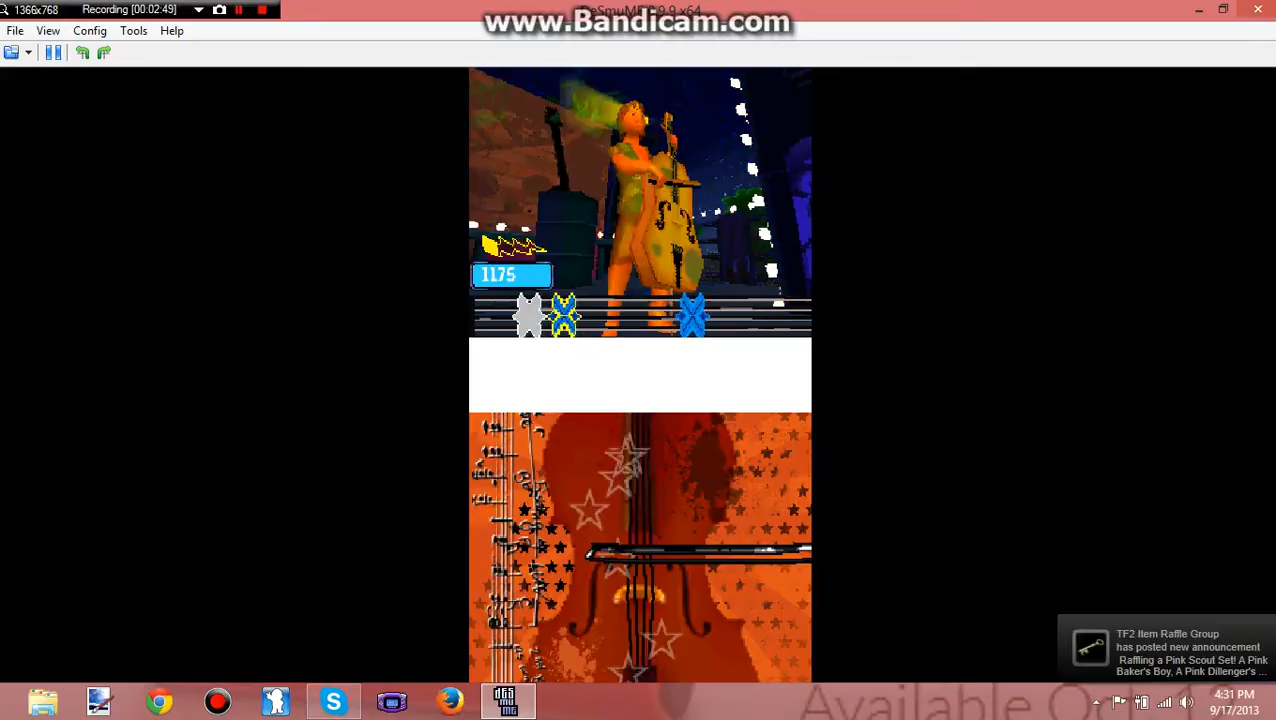 1366x768 Recording [00:02:49]
www.Bandicam.com
File View Config Tools Help
1175
TF2 Item Raffle Group
has posted new announcement
Raffling a Pink Scout Set! A Pink
Baker's Boy, A Pink Dillenger's ...
Available O
4:31 PM
9/17/2013